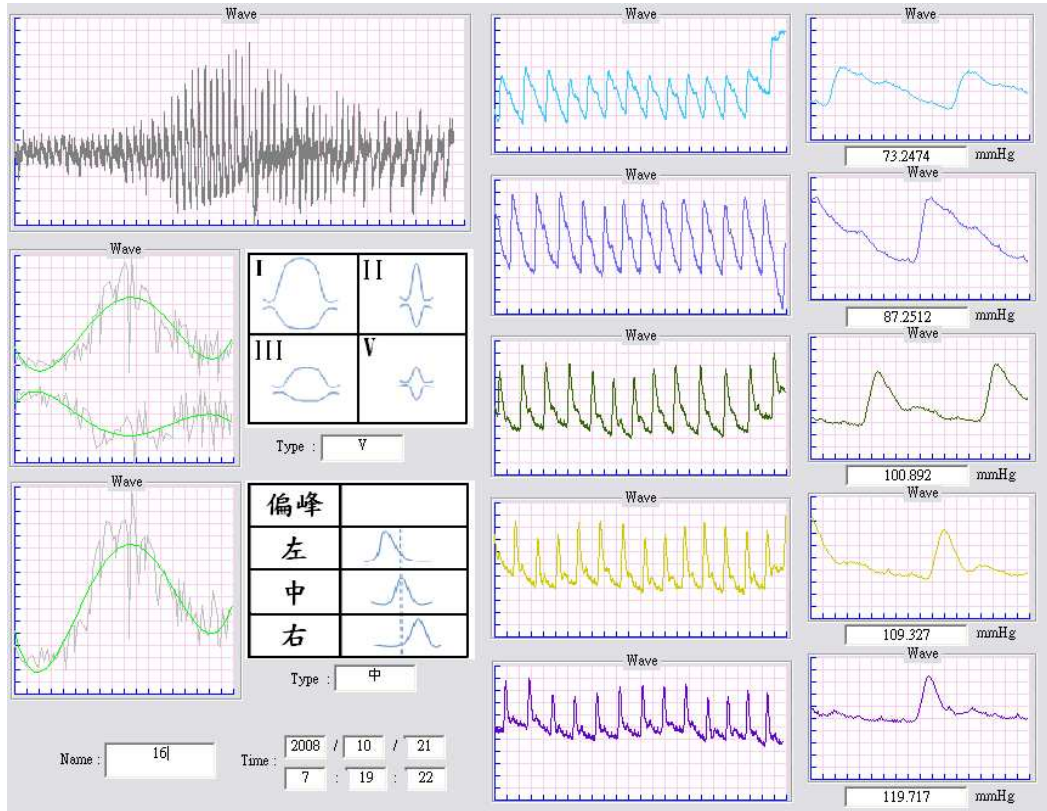 Wave
Wave
Wave
73.2474 mmHg
Wave
Wave
87.2512 mmHg
Wave
I
II
III
V
Type : V
Wave
Wave
100.892 mmHg
Wave
偏峰
左
中
右
Type : 中
Wave
Wave
109.327 mmHg
Wave
Wave
119.717 mmHg
Name : 16
Time : 2008 / 10 / 21
7 : 19 : 22